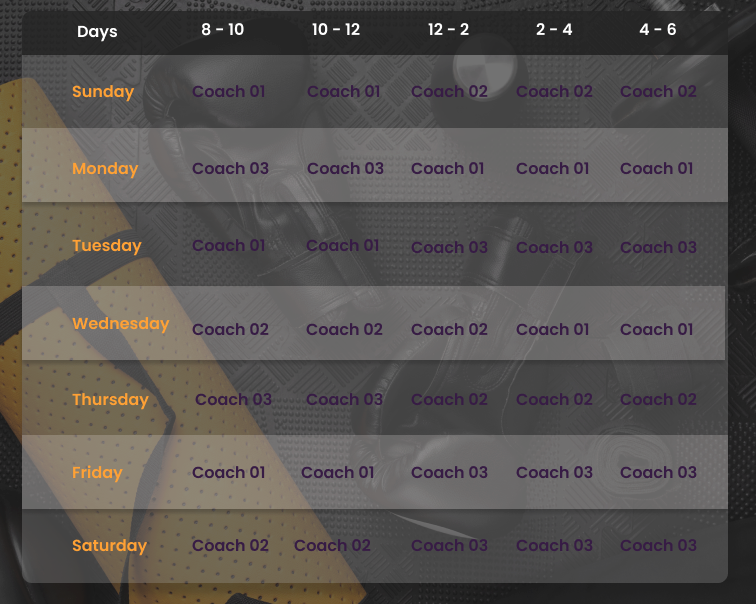 Days 8 - 10 10 - 12 12 - 2 2 - 4 4 - 6
Sunday Coach 01 Coach 01 Coach 02 Coach 02 Coach 02
Monday Coach 03 Coach 03 Coach 01 Coach 01 Coach 01
Tuesday Coach 01 Coach 01 Coach 03 Coach 03 Coach 03
Wednesday Coach 02 Coach 02 Coach 02 Coach 01 Coach 01
Thursday Coach 03 Coach 03 Coach 02 Coach 02 Coach 02
Friday Coach 01 Coach 01 Coach 03 Coach 03 Coach 03
Saturday Coach 02 Coach 02 Coach 03 Coach 03 Coach 03